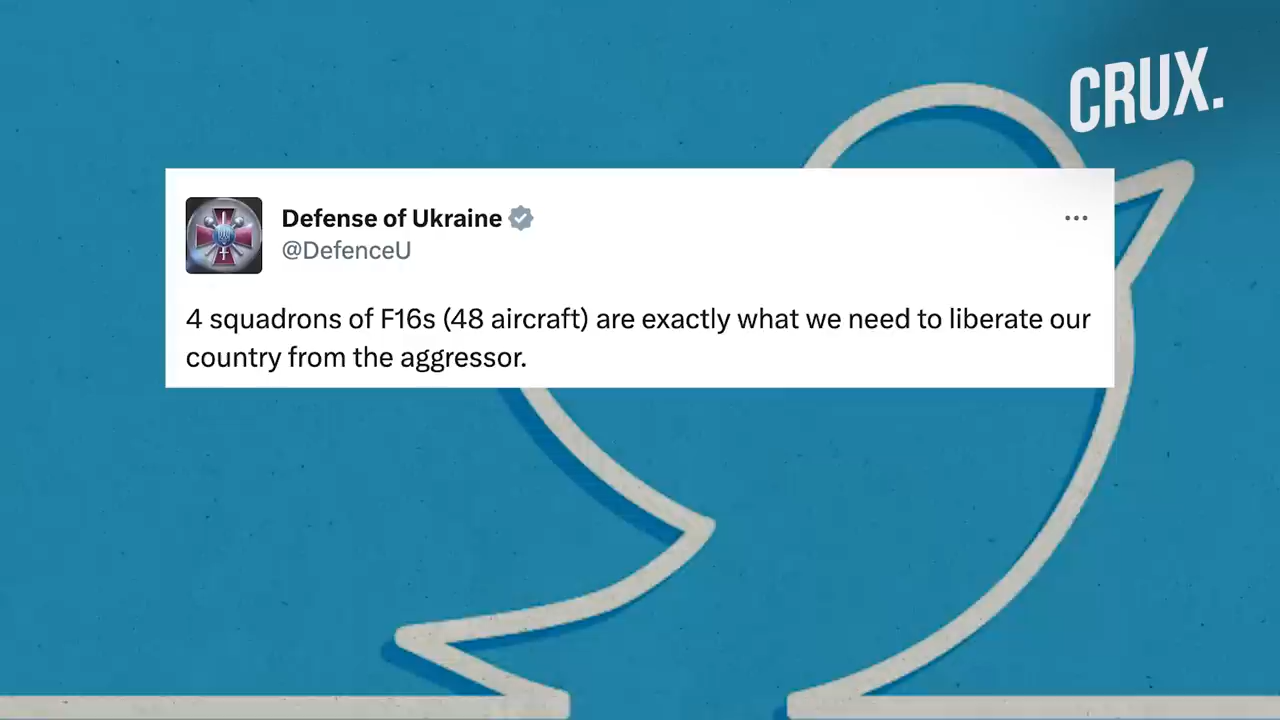 CRUX.
Defense of Ukraine
@DefenceU
4 squadrons of F16s (48 aircraft) are exactly what we need to liberate our
country from the aggressor.